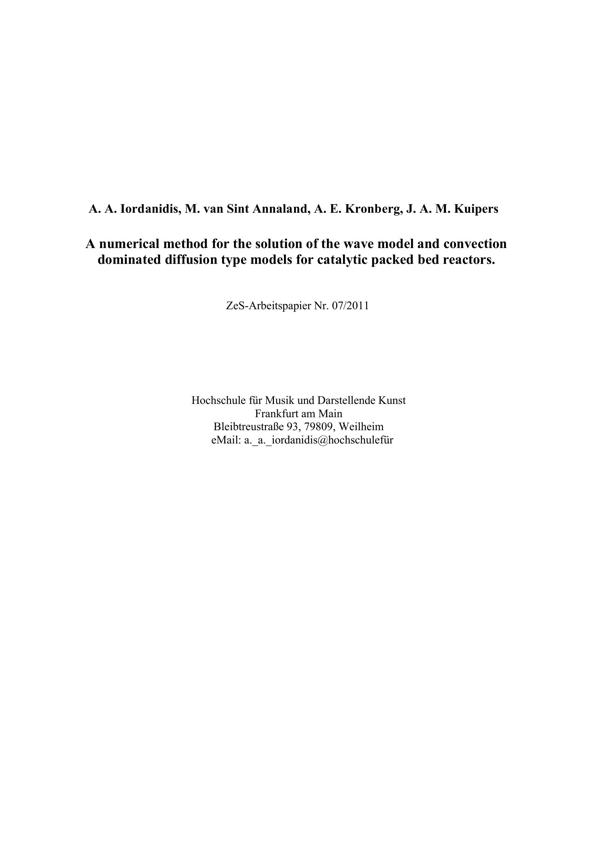 A. A. Iordanidis, M. van Sint Annaland, A. E. Kronberg, J. A. M. Kuipers
A numerical method for the solution of the wave model and convection
dominated diffusion type models for catalytic packed bed reactors.
ZeS-Arbeitspapier Nr. 07/2011
Hochschule für Musik und Darstellende Kunst
Frankfurt am Main
Bleibtreustraße 93, 79809, Weilheim
eMail: a._a._iordanidis@hochschulefür